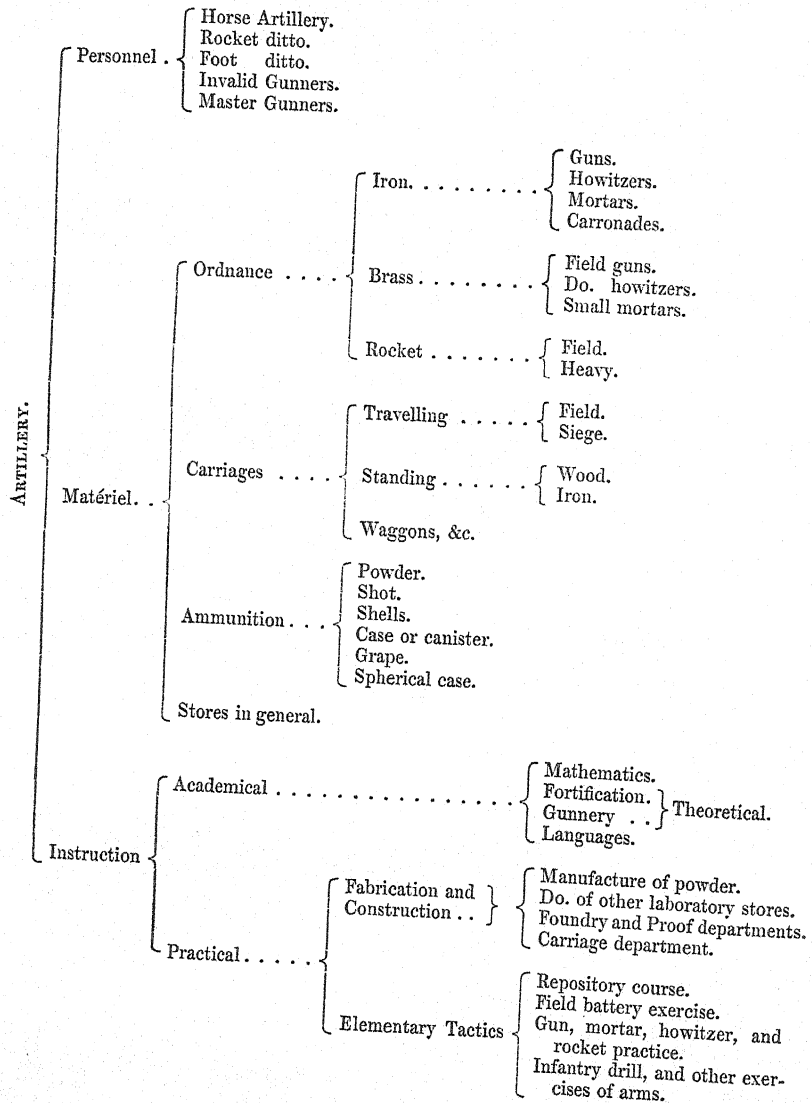 ARTILLERY.
Personnel .
Horse Artillery.
Rocket ditto.
Foot ditto.
Invalid Gunners.
Master Gunners.
Matériel. . .
Ordnance . . . .
Iron. . . . . . . . . .
Guns.
Howitzers.
Mortars.
Carronades.
Brass . . . . . . . . .
Field guns.
Do. howitzers.
Small mortars.
Rocket . . . . . . .
Field.
Heavy.
Carriages . . . .
Travelling . . . . .
Field.
Siege.
Standing . . . . . .
Wood.
Iron.
Waggons, &c.
Ammunition . . .
Powder.
Shot.
Shells.
Case or canister.
Grape.
Spherical case.
Stores in general.
Instruction
Academical . . . . . . . . . . . . . . . .
Mathematics.
Fortification.
Gunnery . .
Theoretical.
Languages.
Practical . . . . .
Fabrication and
Construction . .
Manufacture of powder.
Do. of other laboratory stores.
Foundry and Proof departments.
Carriage department.
Elementary Tactics
Repository course.
Field battery exercise.
Gun, mortar, howitzer, and
rocket practice.
Infantry drill, and other exer-
cises of arms.